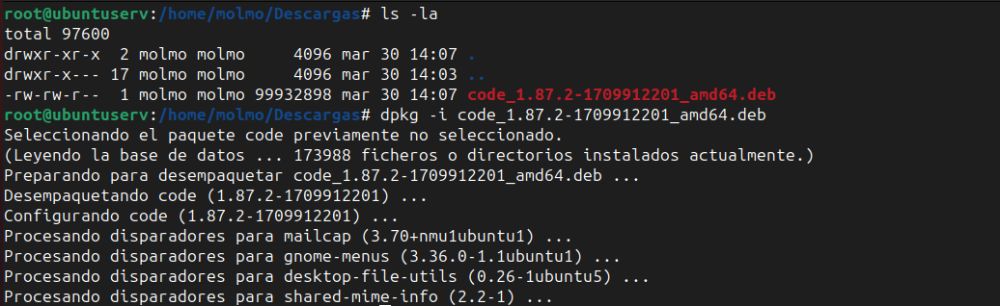 root@ubuntuserv:/home/molmo/Descargas# ls -la
total 97600
drwxr-xr-x  2 molmo molmo     4096 mar 30 14:07 .
drwxr-x--- 17 molmo molmo     4096 mar 30 14:03 ..
-rw-rw-r--  1 molmo molmo 99932898 mar 30 14:07 code_1.87.2-1709912201_amd64.deb
root@ubuntuserv:/home/molmo/Descargas# dpkg -i code_1.87.2-1709912201_amd64.deb
Seleccionando el paquete code previamente no seleccionado.
(Leyendo la base de datos ... 173988 ficheros o directorios instalados actualmente.)
Preparando para desempaquetar code_1.87.2-1709912201_amd64.deb ...
Desempaquetando code (1.87.2-1709912201) ...
Configurando code (1.87.2-1709912201) ...
Procesando disparadores para mailcap (3.70+nmu1ubuntu1) ...
Procesando disparadores para gnome-menus (3.36.0-1.1ubuntu1) ...
Procesando disparadores para desktop-file-utils (0.26-1ubuntu5) ...
Procesando disparadores para shared-mime-info (2.2-1) ...